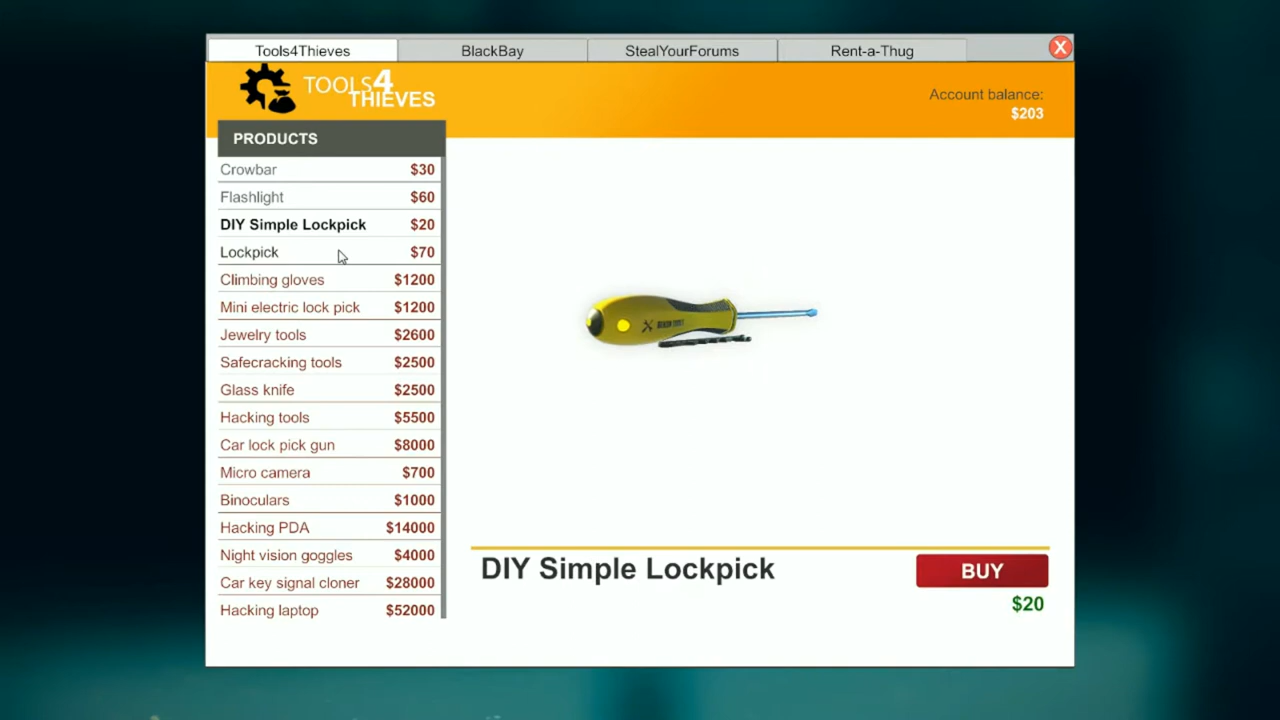 Tools4Thieves BlackBay StealYourForums Rent-a-Thug X
TOOLS4
THIEVES
Account balance:
$203
PRODUCTS
Crowbar $30
Flashlight $60
DIY Simple Lockpick $20
Lockpick $70
Climbing gloves $1200
Mini electric lock pick $1200
Jewelry tools $2600
Safecracking tools $2500
Glass knife $2500
Hacking tools $5500
Car lock pick gun $8000
Micro camera $700
Binoculars $1000
Hacking PDA $14000
Night vision goggles $4000
Car key signal cloner $28000
Hacking laptop $52000
DIY Simple Lockpick
BUY
$20